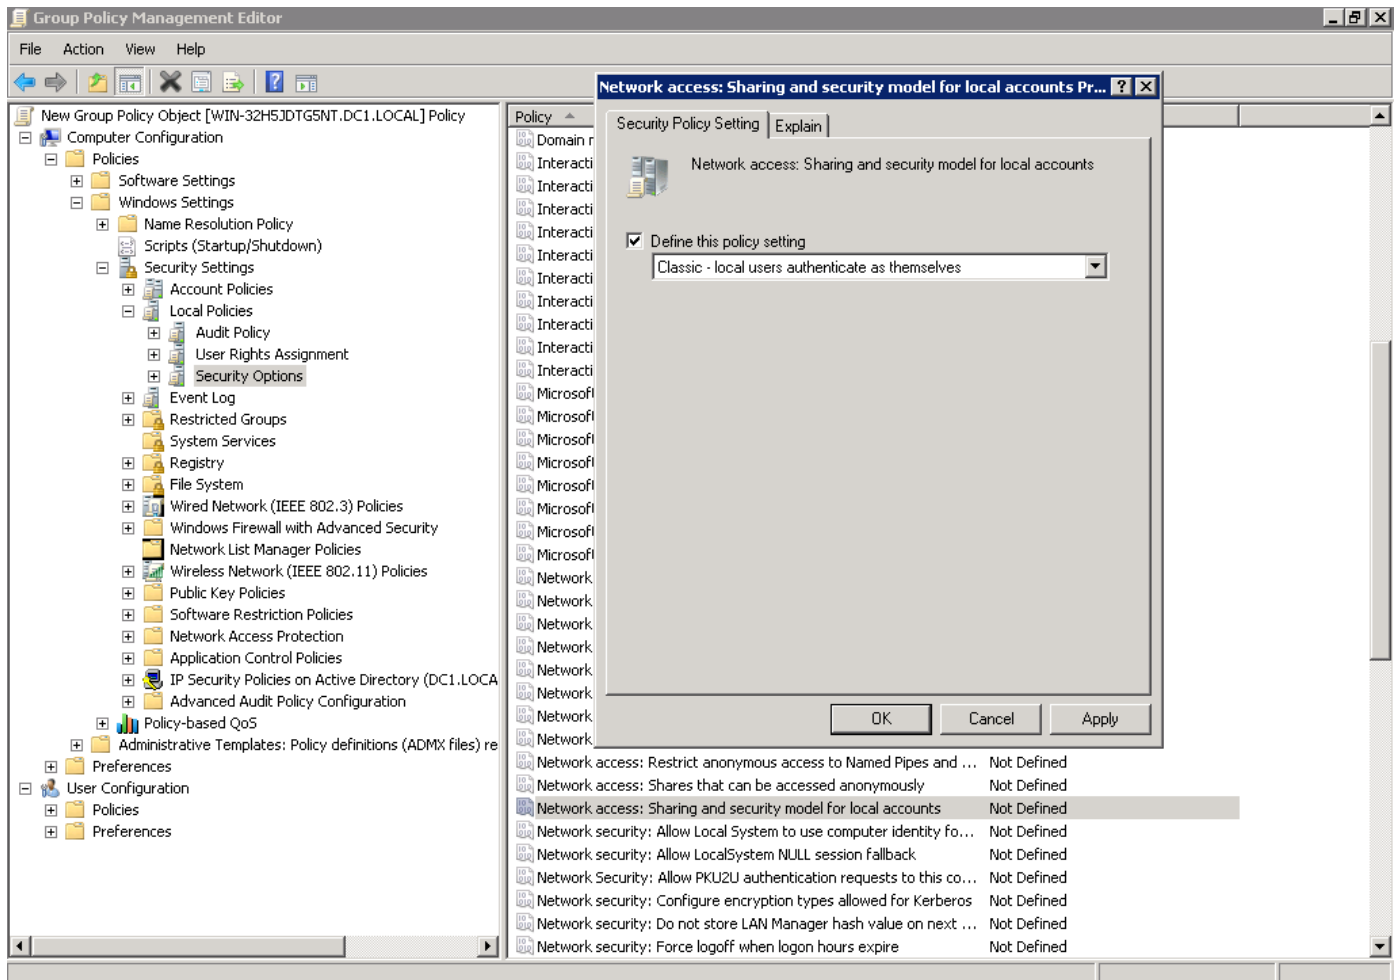 Group Policy Management Editor
File Action View Help
New Group Policy Object [WIN-32H5JDTG5NT.DC1.LOCAL] Policy
Computer Configuration
Policies
Software Settings
Windows Settings
Name Resolution Policy
Scripts (Startup/Shutdown)
Security Settings
Account Policies
Local Policies
Audit Policy
User Rights Assignment
Security Options
Event Log
Restricted Groups
System Services
Registry
File System
Wired Network (IEEE 802.3) Policies
Windows Firewall with Advanced Security
Network List Manager Policies
Wireless Network (IEEE 802.11) Policies
Public Key Policies
Software Restriction Policies
Network Access Protection
Application Control Policies
IP Security Policies on Active Directory (DC1.LOCA
Advanced Audit Policy Configuration
Policy-based QoS
Administrative Templates: Policy definitions (ADMX files) re
Preferences
User Configuration
Policies
Preferences
Policy
Domain r
Interacti
Interacti
Interacti
Interacti
Interacti
Interacti
Interacti
Interacti
Interacti
Interacti
Microsoft
Microsoft
Microsoft
Microsoft
Microsoft
Microsoft
Microsoft
Microsoft
Network
Network
Network
Network
Network
Network
Network
Network
Network access: Restrict anonymous access to Named Pipes and ... Not Defined
Network access: Shares that can be accessed anonymously Not Defined
Network access: Sharing and security model for local accounts Not Defined
Network security: Allow Local System to use computer identity fo... Not Defined
Network security: Allow LocalSystem NULL session fallback Not Defined
Network Security: Allow PKU2U authentication requests to this co... Not Defined
Network security: Configure encryption types allowed for Kerberos Not Defined
Network security: Do not store LAN Manager hash value on next ... Not Defined
Network security: Force logoff when logon hours expire Not Defined
Network access: Sharing and security model for local accounts Pr... ?
Security Policy Setting Explain
Network access: Sharing and security model for local accounts
Define this policy setting
Classic - local users authenticate as themselves
OK Cancel Apply